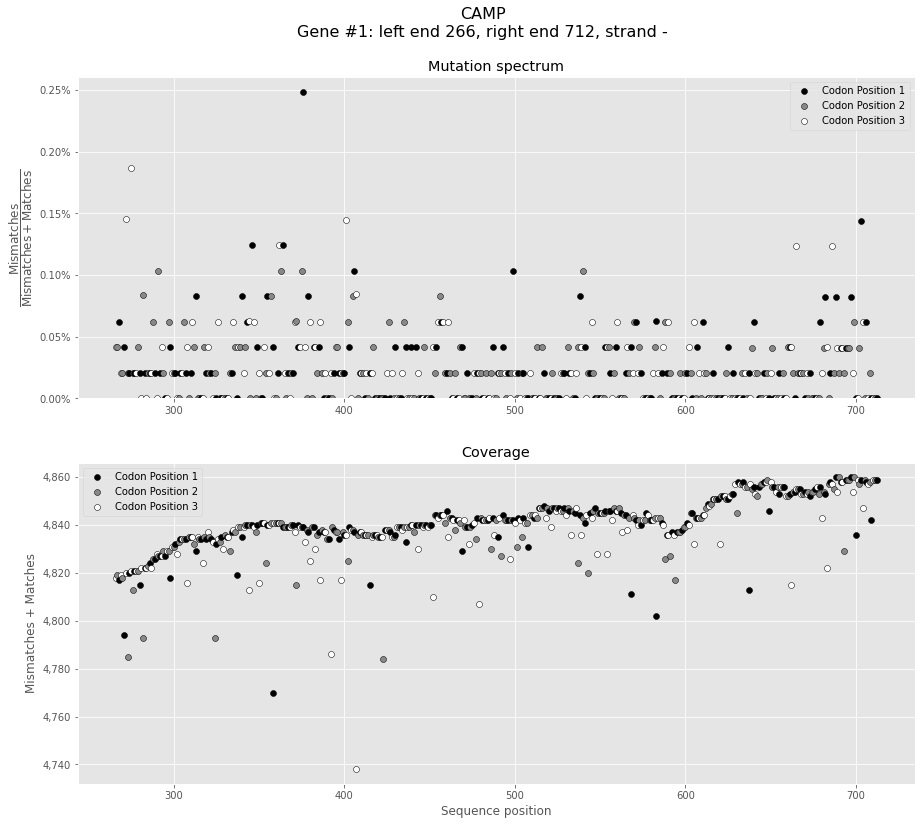 CAMP
Gene #1: left end 266, right end 712, strand -
Mutation spectrum
0.25%
0.20%
0.15%
0.10%
0.05%
0.00%
Mismatches
Mismatches + Matches
Codon Position 1
Codon Position 2
Codon Position 3
300
400
500
600
700
Coverage
4,860
4,840
4,820
4,800
4,780
4,760
4,740
Mismatches + Matches
Codon Position 1
Codon Position 2
Codon Position 3
300
400
500
600
700
Sequence position